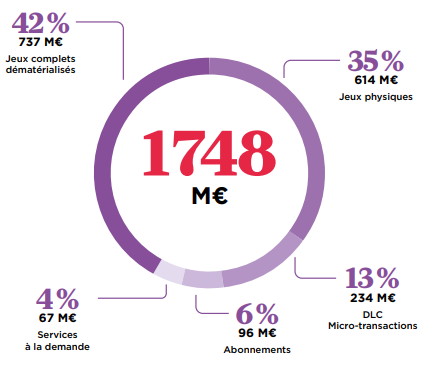 42%
737 M€
Jeux complets
dématérialisés
35%
614 M€
Jeux physiques
1748
M€
13%
234 M€
DLC
Micro-transactions
6%
96 M€
Abonnements
4%
67 M€
Services
à la demande